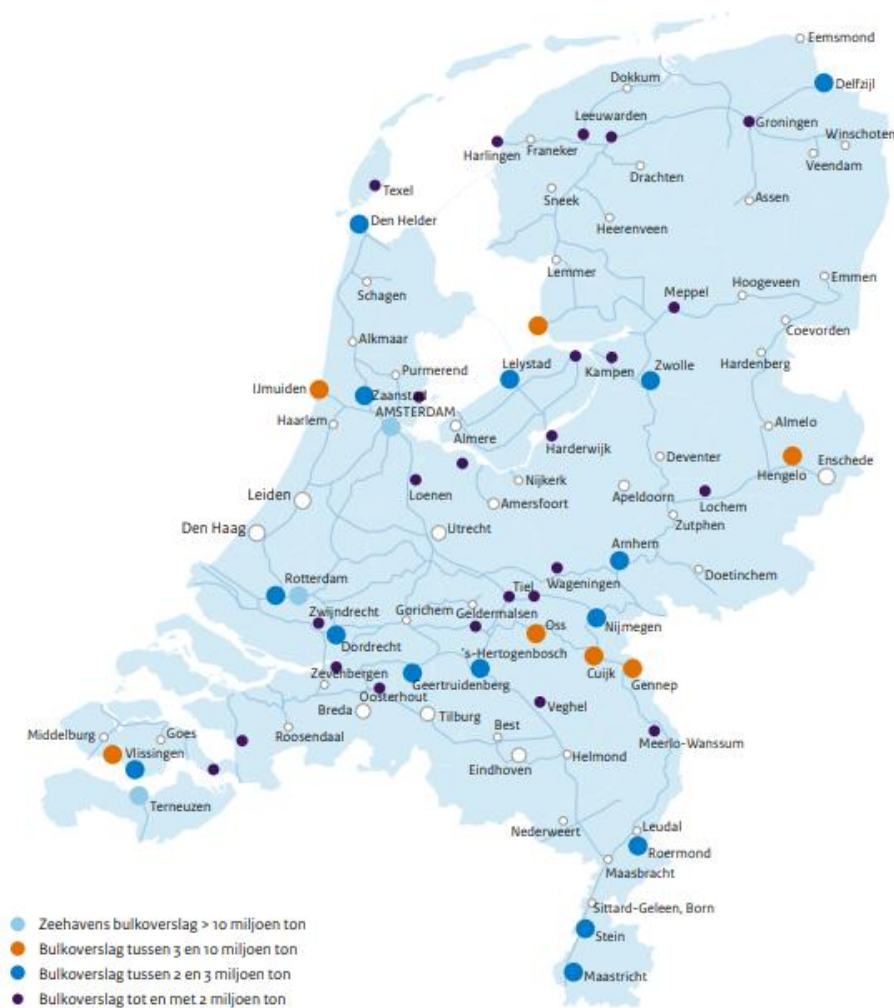 Eemsmond
Delfzijl
Dokkum
Leeuwarden
Groningen
Winschoten
Harlingen
Franeker
Veendam
Drachten
Texel
Sneek
Assen
Den Helder
Heerenveen
Lemmer
Emmen
Hoogeveen
Schagen
Meppel
Coevorden
Alkmaar
Hardenberg
Purmerend
Lelystad
Kampen
Zwolle
IJmuiden
Zaanstad
AMSTERDAM
Haarlem
Almere
Almelo
Harderwijk
Deventer
Enschede
Hengelo
Nijkerk
Leiden
Loenen
Apeldoorn
Lochem
Amersfoort
Den Haag
Utrecht
Zutphen
Arnhem
Doetinchem
Wageningen
Rotterdam
Tiel
Zwijndrecht
Gorichem
Geldermalsen
Oss
Nijmegen
Dordrecht
's-Hertogenbosch
Zevenbergen
Geertruidenberg
Cuijk
Gennep
Oosterhout
Breda
Tilburg
Veghel
Middelburg
Goes
Roosendaal
Best
Meerlo-Wanssum
Vlissingen
Helmond
Eindhoven
Terneuzen
Nederweert
Leudal
Roermond
Maasbracht
Sittard-Geleen, Born
Stein
Maastricht
Zeehavens bulkoverslag > 10 miljoen ton
Bulkoverslag tussen 3 en 10 miljoen ton
Bulkoverslag tussen 2 en 3 miljoen ton
Bulkoverslag tot en met 2 miljoen ton